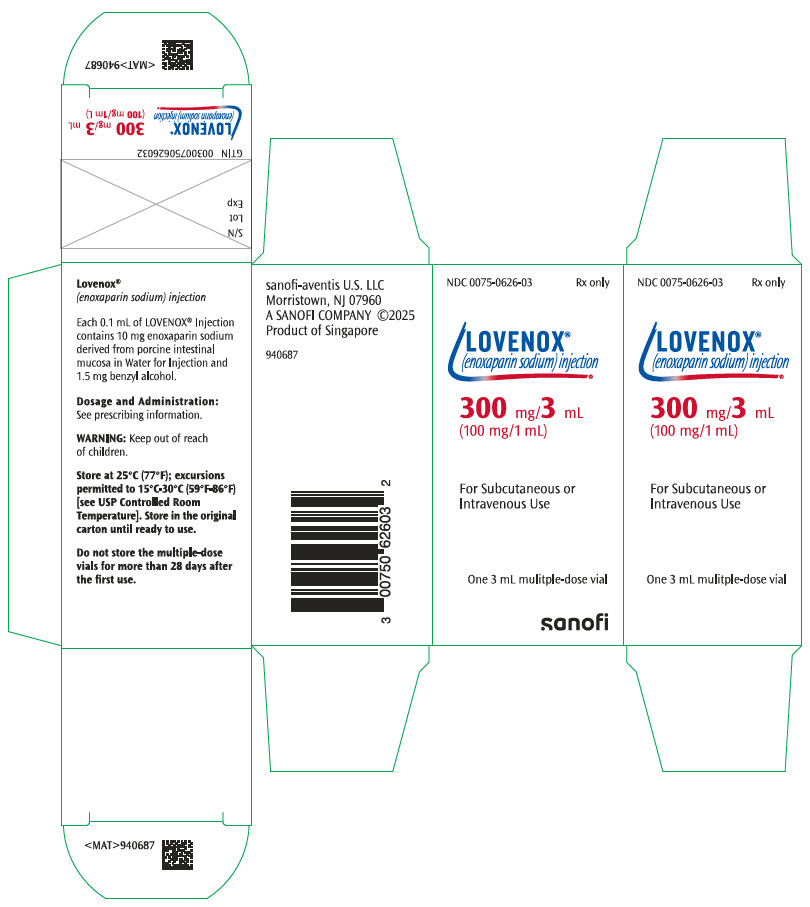 <MAT>940687
LOVENOX®
(enoxaparin sodium) injection
300 mg/3 mL
(100 mg/1m L)
GTIN 00300750626032
S/N
Lot
Exp
Lovenox®
(enoxaparin sodium) injection
Each 0.1 mL of LOVENOX® Injection
contains 10 mg enoxaparin sodium
derived from porcine intestinal
mucosa in Water for Injection and
1.5 mg benzyl alcohol.
Dosage and Administration:
See prescribing information.
WARNING: Keep out of reach
of children.
Store at 25°C (77°F); excursions
permitted to 15°C-30°C (59°F-86°F)
[see USP Controlled Room
Temperature]. Store in the original
carton until ready to use.
Do not store the multiple-dose
vials for more than 28 days after
the first use.
<MAT>940687
sanofi-aventis U.S. LLC
Morristown, NJ 07960
A SANOFI COMPANY ©2025
Product of Singapore
940687
3 00750 62603 2
NDC 0075-0626-03 Rx only
LOVENOX®
(enoxaparin sodium) injection
®
300 mg/3 mL
(100 mg/1 mL)
For Subcutaneous or
Intravenous Use
One 3 mL mulitple-dose vial
sanofi
NDC 0075-0626-03 Rx only
LOVENOX®
(enoxaparin sodium) injection
®
300 mg/3 mL
(100 mg/1 mL)
For Subcutaneous or
Intravenous Use
One 3 mL mulitple-dose vial